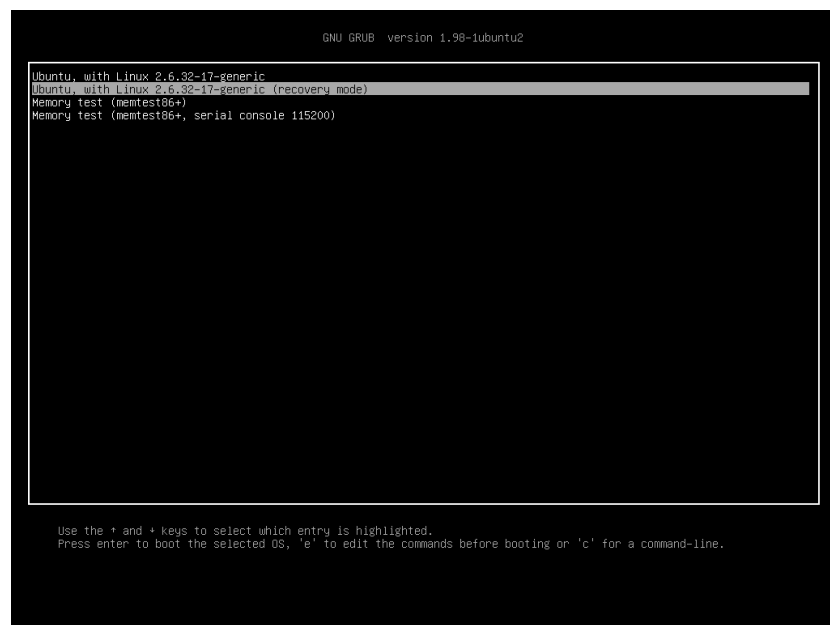 GNU GRUB version 1.98-1ubuntu2
Ubuntu, with Linux 2.6.32-17-generic
Ubuntu, with Linux 2.6.32-17-generic (recovery mode)
Memory test (memtest86+)
Memory test (memtest86+, serial console 115200)
Use the ↑ and ↓ keys to select which entry is highlighted.
Press enter to boot the selected OS, 'e' to edit the commands before booting or 'c' for a command-line.